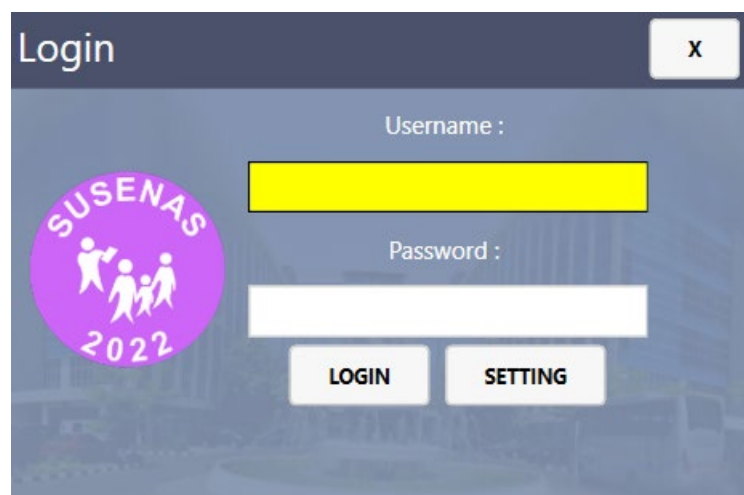 Login
X
Username :
SUSENAS
2022
Password :
LOGIN
SETTING